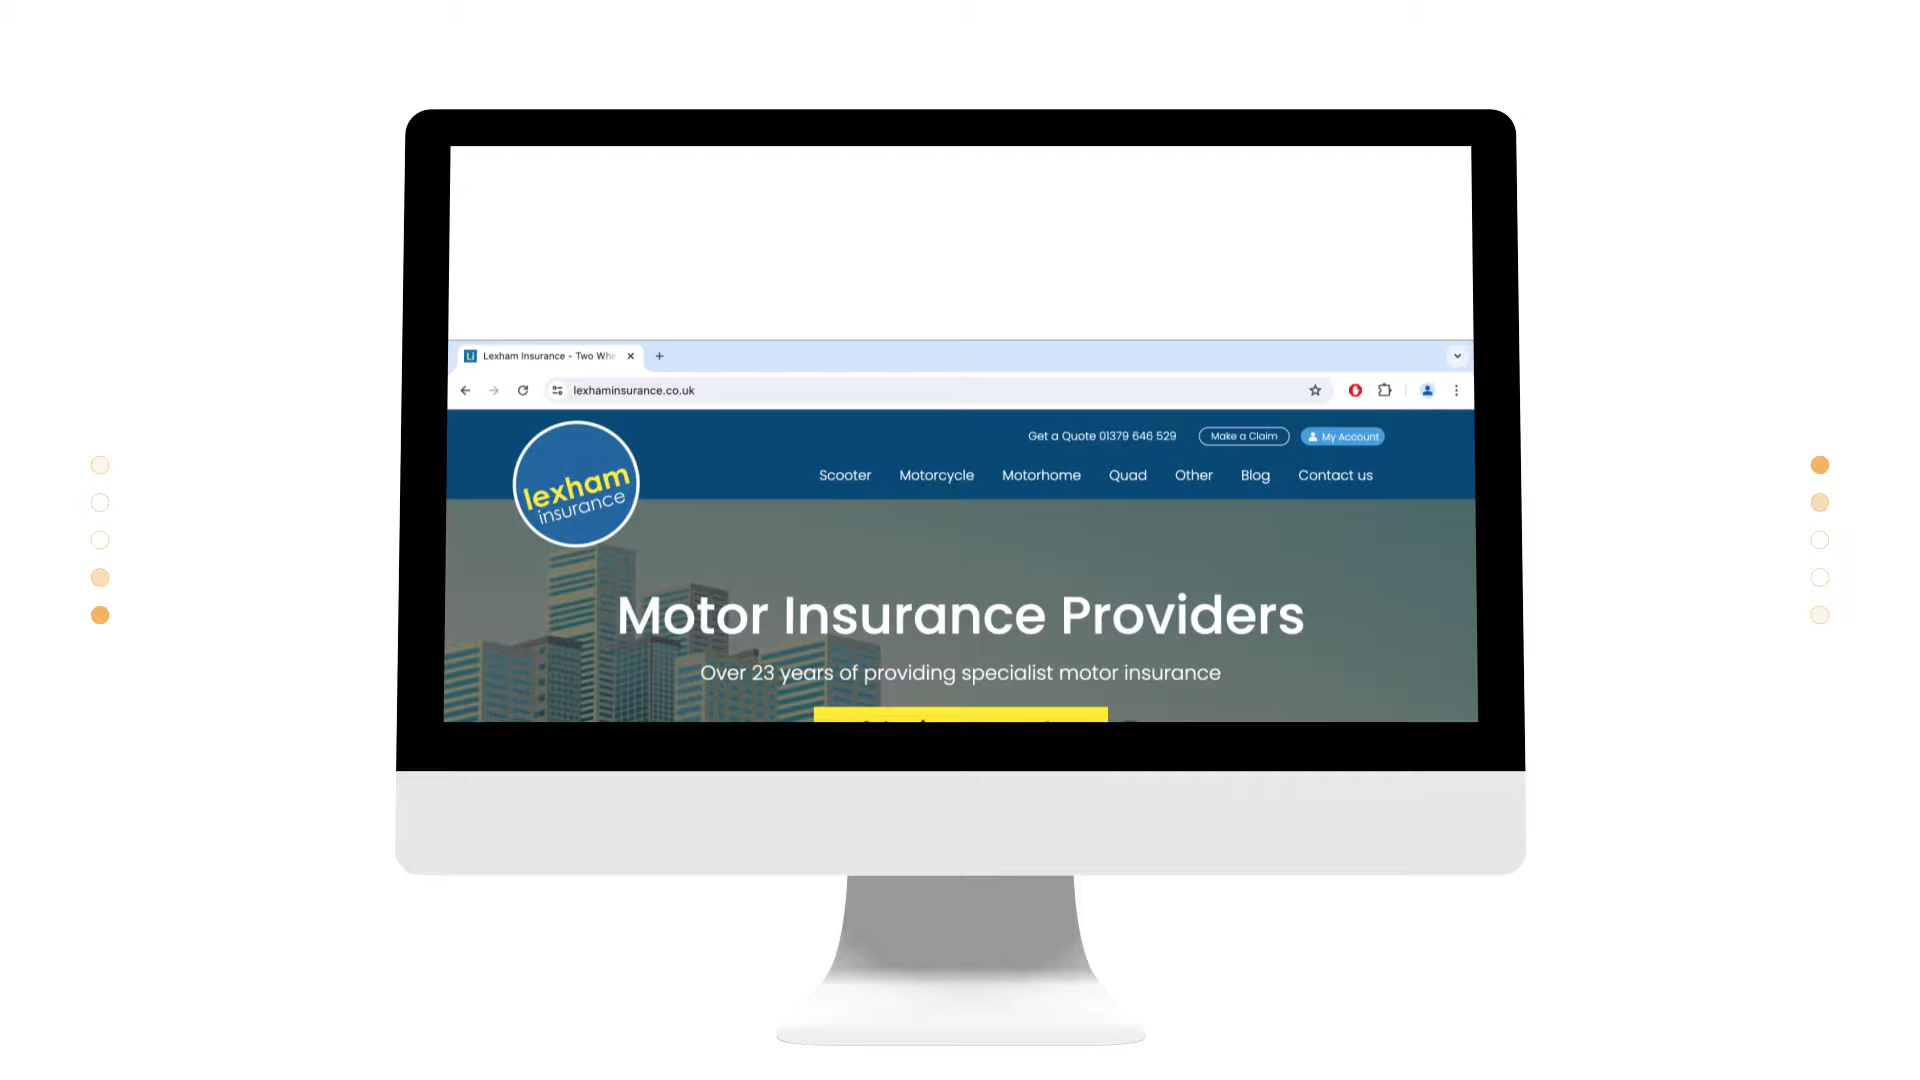 Li Lexham Insurance - Two Whe
lexhaminsurance.co.uk
Get a Quote 01379 646 529 Make a Claim My Account
lexham
insurance
Scooter Motorcycle Motorhome Quad Other Blog Contact us
Motor Insurance Providers
Over 23 years of providing specialist motor insurance